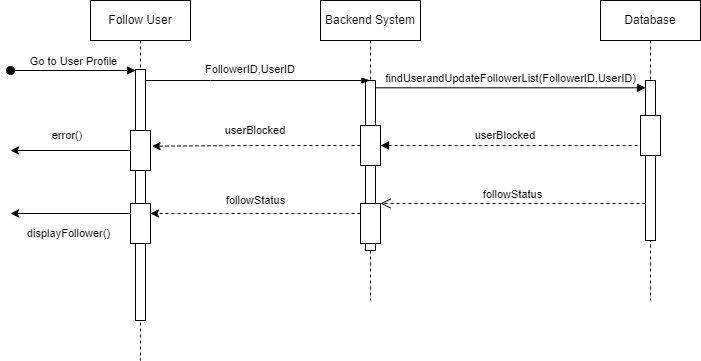 Follow User
Backend System
Database
Go to User Profile
FollowerID,UserID
findUserandUpdateFollowerList(FollowerID,UserID)
error()
userBlocked
userBlocked
followStatus
followStatus
displayFollower()